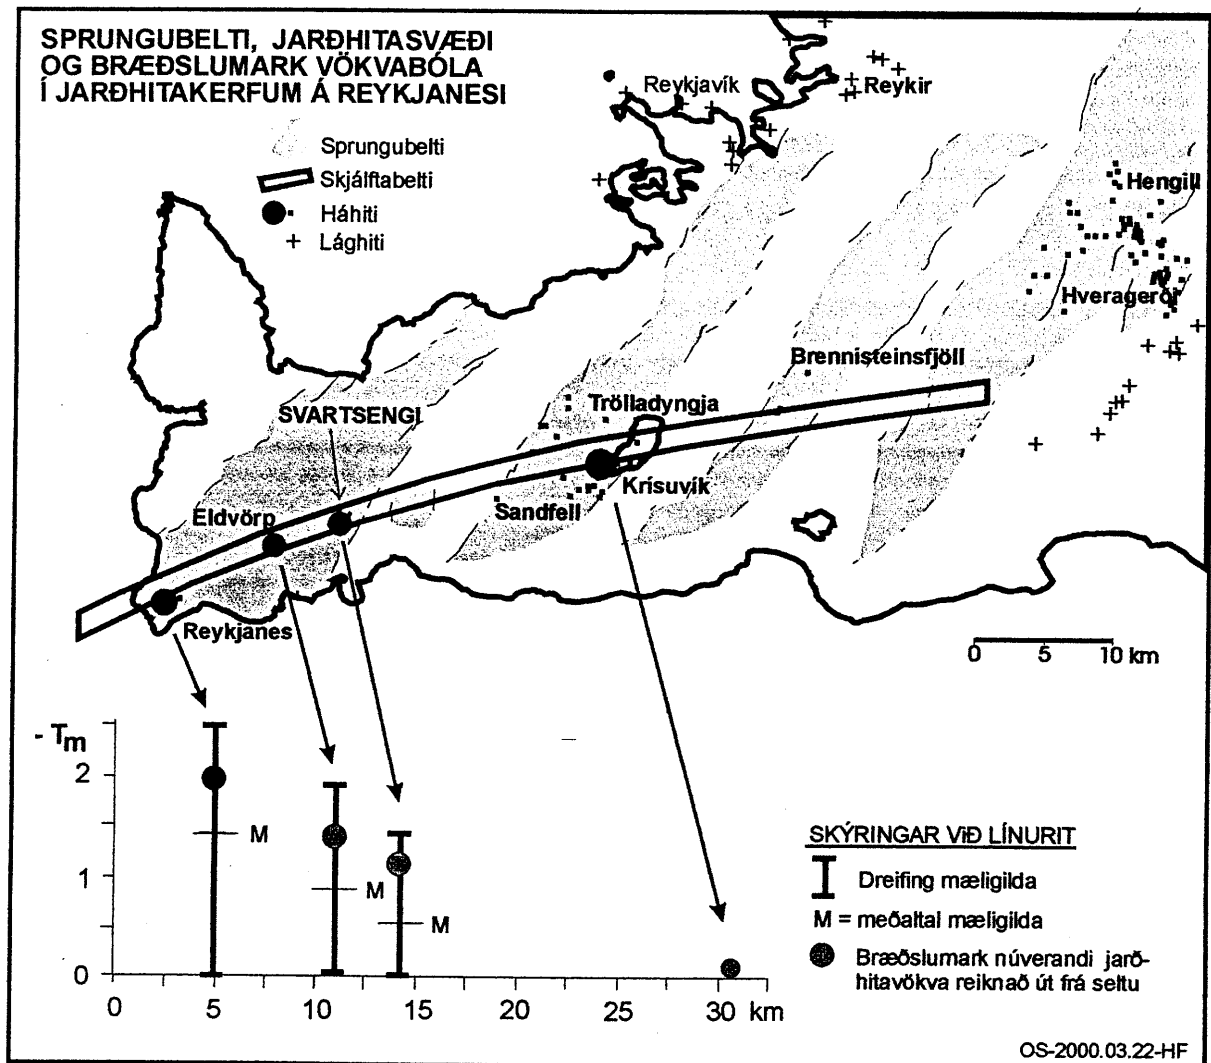 SPRUNGUBELTI, JARÐHITASVÆÐI
OG BRÆÐSLUMARK VÖKVABÓLA
Í JARÐHITAKERFUM Á REYKJANESI
Sprungubelti
Skjálftabelti
Háhiti
+ Lághiti
Reykjavík
Reykir
Hengill
Hveragerði
Brennisteinsfjöll
Trölladyngja
SVARTSENGI
Krísuvík
Sandfell
Eldvörp
Reykjanes
0 5 10 km
- Tm
2
1
0
M
M
M
0 5 10 15 20 25 30 km
SKÝRINGAR VIÐ LÍNURIT
Dreifing mæligilda
M = meðaltal mæligilda
Bræðslumark núverandi jarð-
hitavökva reiknað út frá seltu
OS-2000.03.22-HF